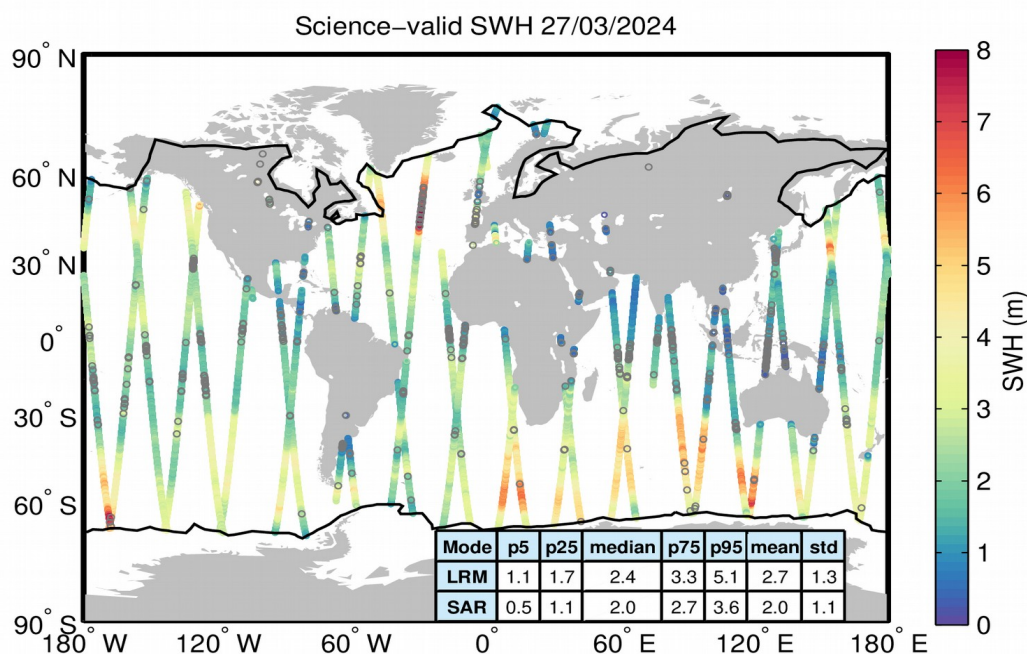 Science−valid SWH 27/03/2024
90° N
60° N
30° N
0°
30° S
60° S
90° S
180° W
120° W
60° W
0°
60° E
120° E
180° E
Mode p5 p25 median p75 p95 mean std
LRM 1.1 1.7 2.4 3.3 5.1 2.7 1.3
SAR 0.5 1.1 2.0 2.7 3.6 2.0 1.1
8
7
6
5
4
3
2
1
0
SWH (m)